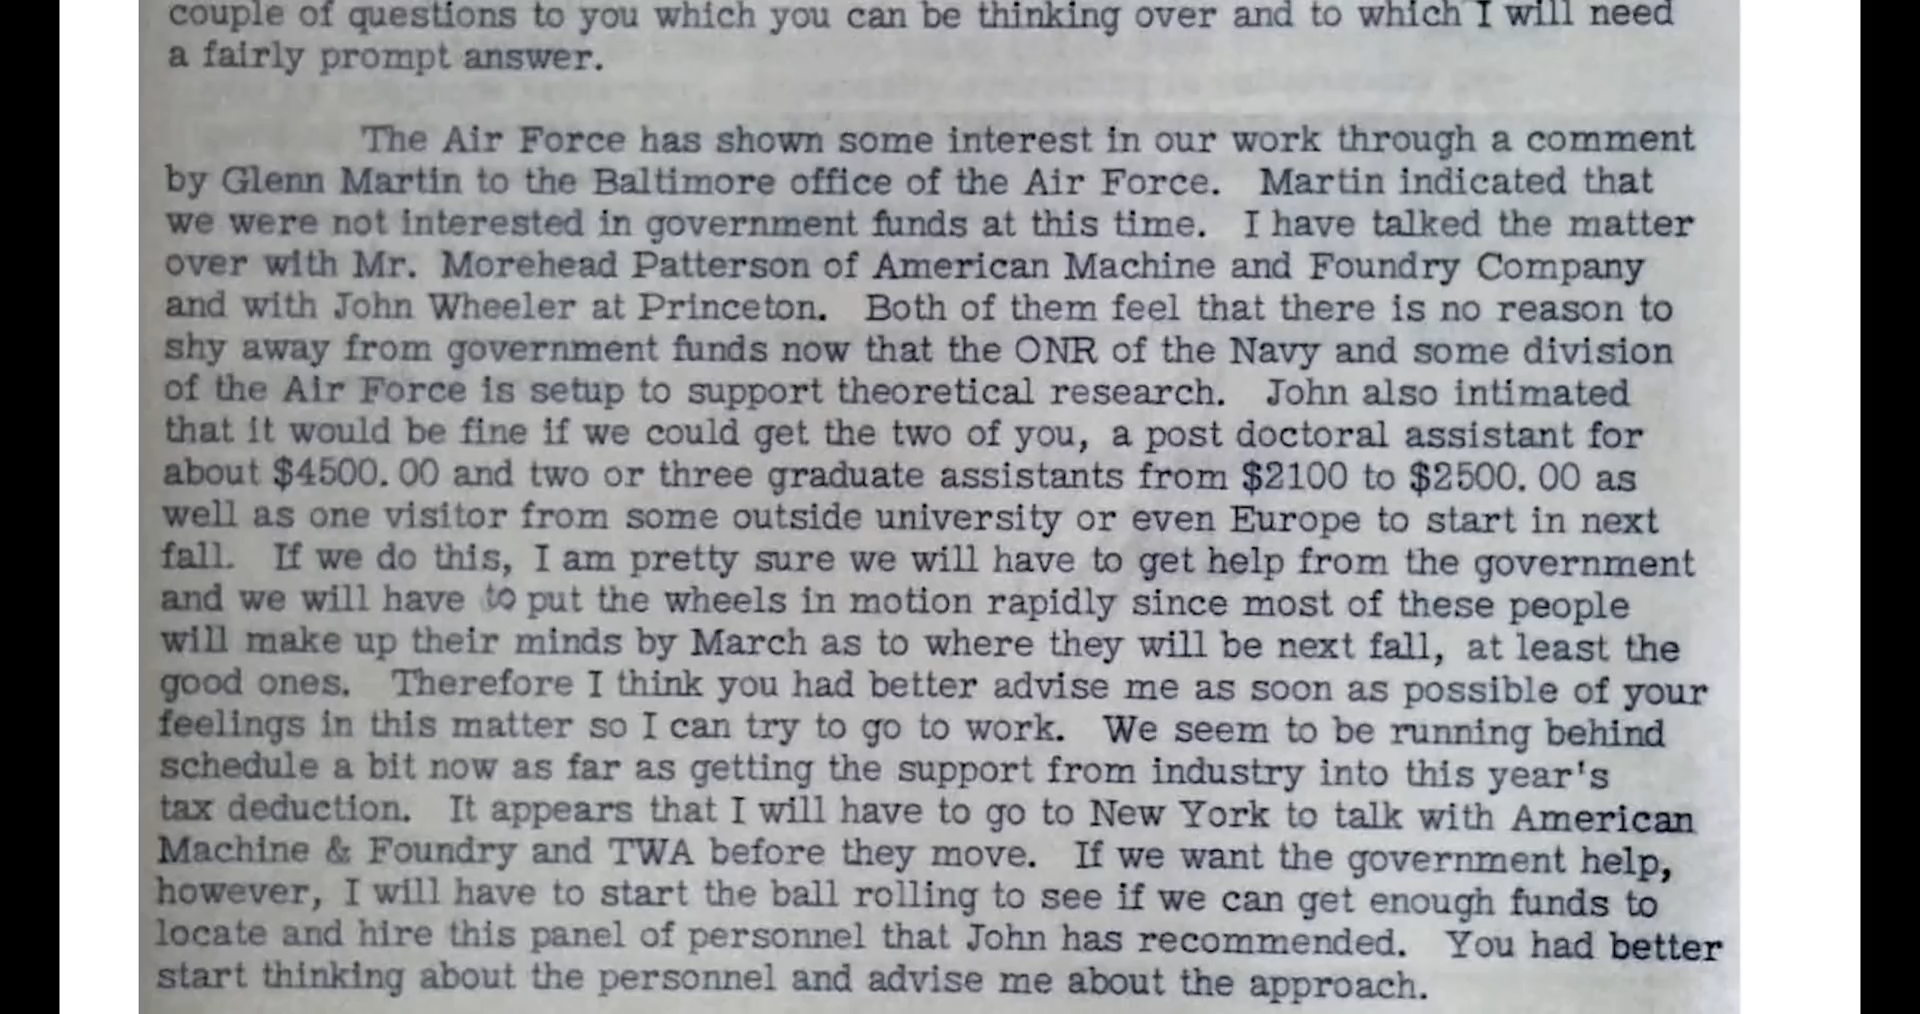 couple of questions to you which you can be thinking over and to which I will need
a fairly prompt answer.
The Air Force has shown some interest in our work through a comment
by Glenn Martin to the Baltimore office of the Air Force. Martin indicated that
we were not interested in government funds at this time. I have talked the matter
over with Mr. Morehead Patterson of American Machine and Foundry Company
and with John Wheeler at Princeton. Both of them feel that there is no reason to
shy away from government funds now that the ONR of the Navy and some division
of the Air Force is setup to support theoretical research. John also intimated
that it would be fine if we could get the two of you, a post doctoral assistant for
about $4500.00 and two or three graduate assistants from $2100 to $2500.00 as
well as one visitor from some outside university or even Europe to start in next
fall. If we do this, I am pretty sure we will have to get help from the government
and we will have to put the wheels in motion rapidly since most of these people
will make up their minds by March as to where they will be next fall, at least the
good ones. Therefore I think you had better advise me as soon as possible of your
feelings in this matter so I can try to go to work. We seem to be running behind
schedule a bit now as far as getting the support from industry into this year's
tax deduction. It appears that I will have to go to New York to talk with American
Machine & Foundry and TWA before they move. If we want the government help,
however, I will have to start the ball rolling to see if we can get enough funds to
locate and hire this panel of personnel that John has recommended. You had better
start thinking about the personnel and advise me about the approach.